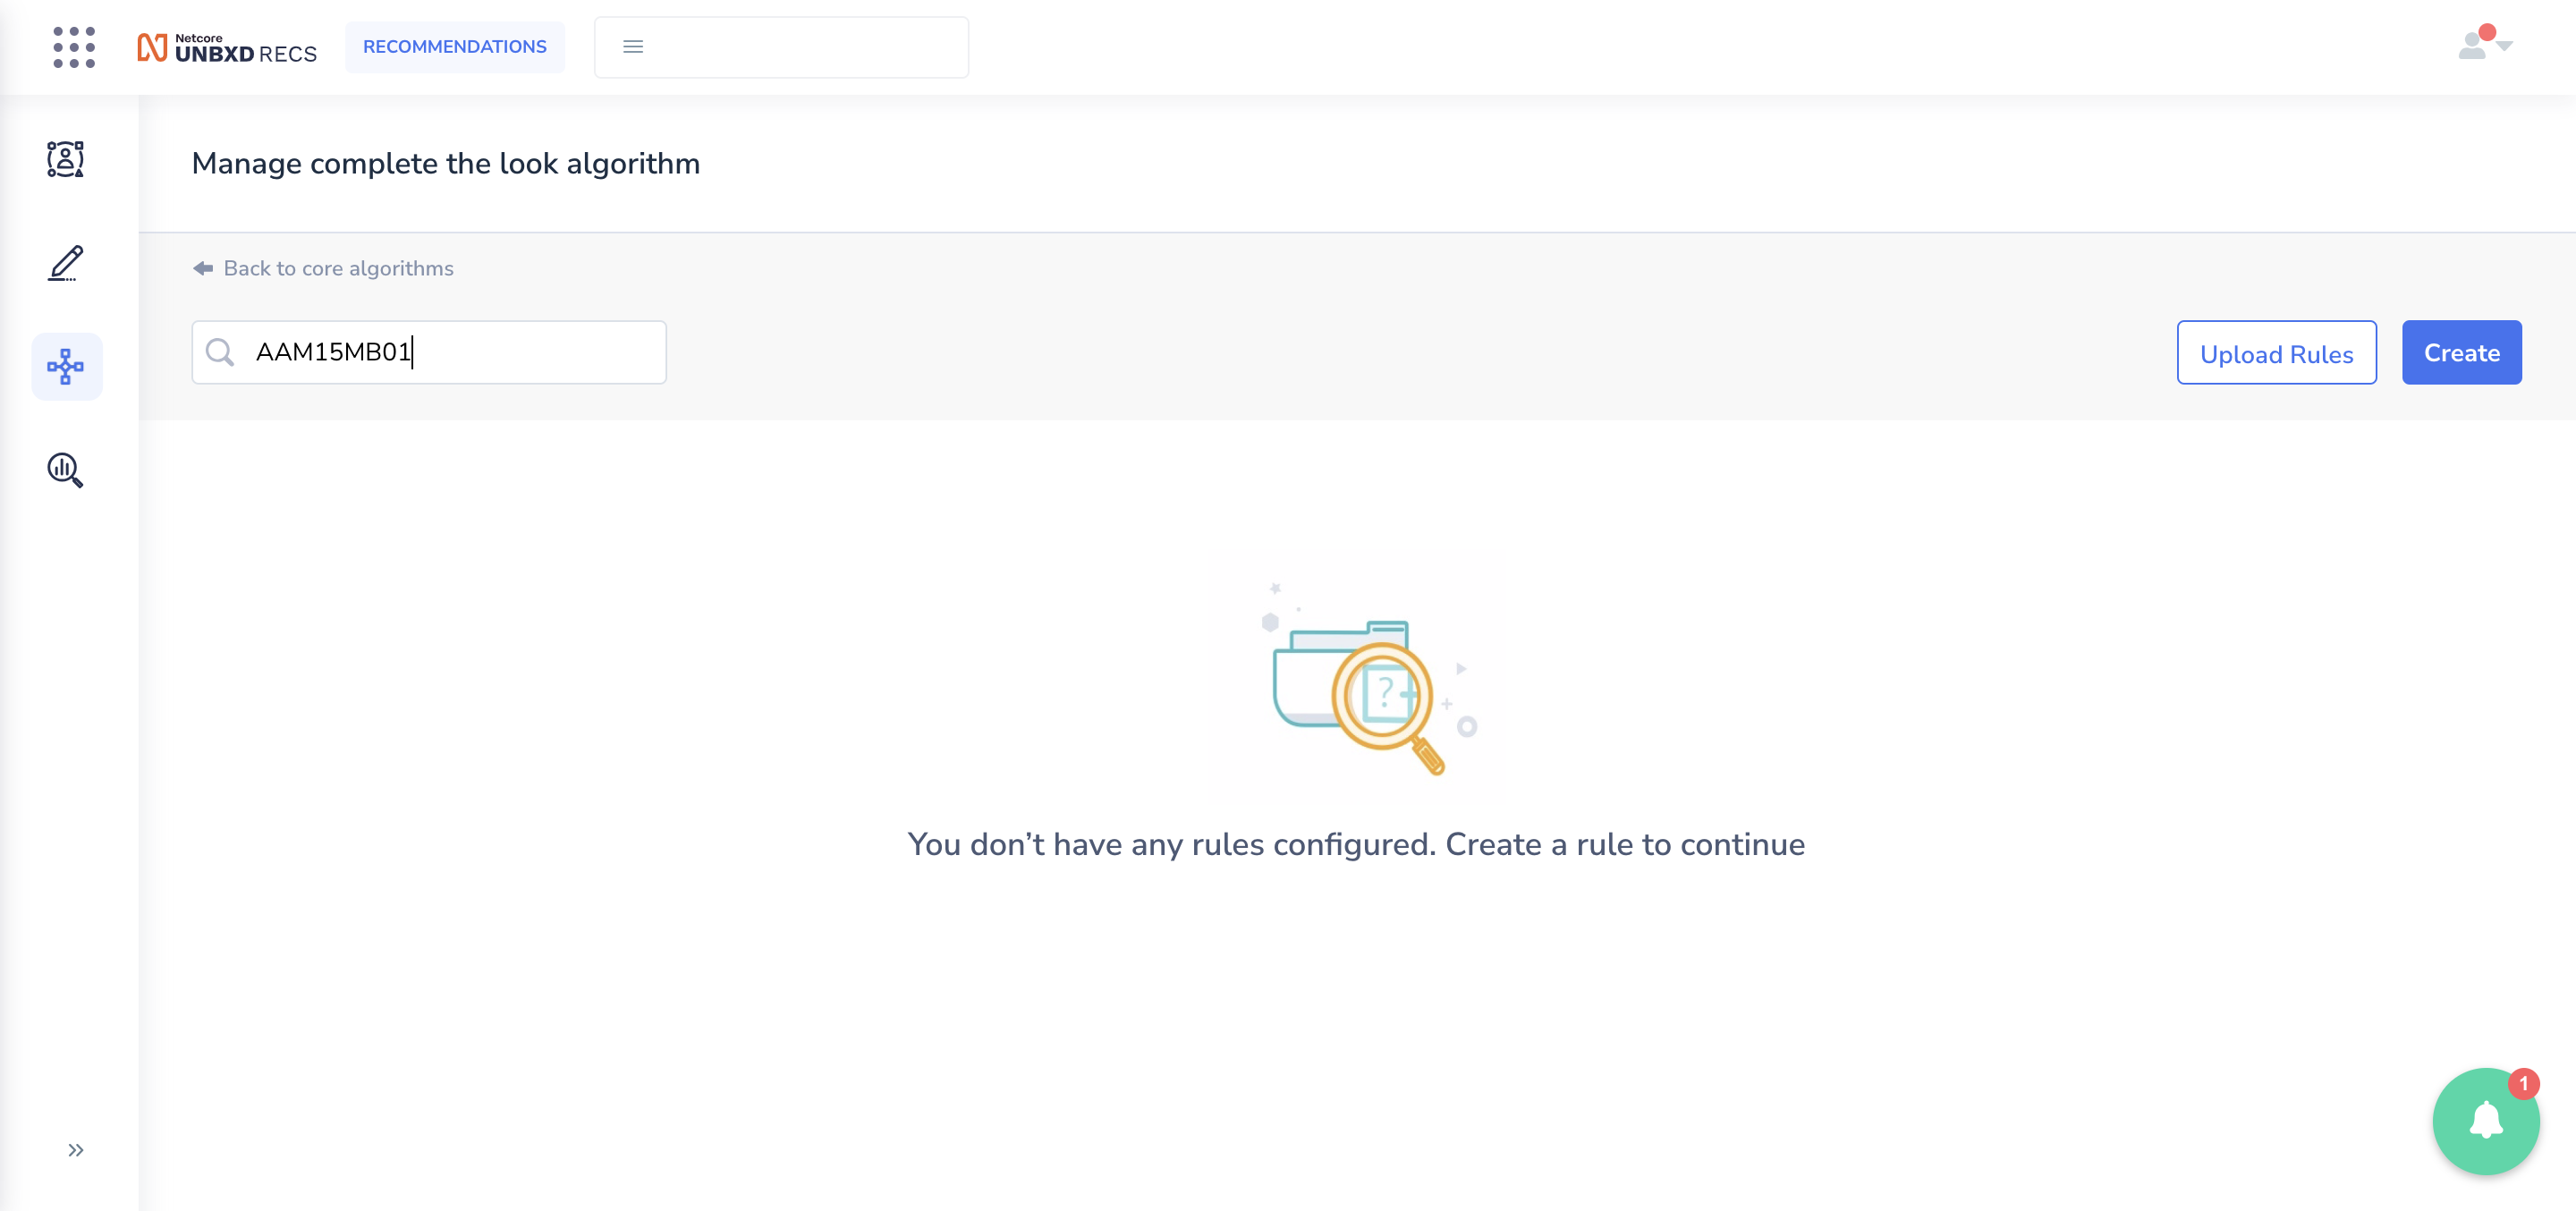 Netcore
UNBXD RECS
RECOMMENDATIONS
Manage complete the look algorithm
Back to core algorithms
AAM15MB01
Upload Rules
Create
?
You don’t have any rules configured. Create a rule to continue
1